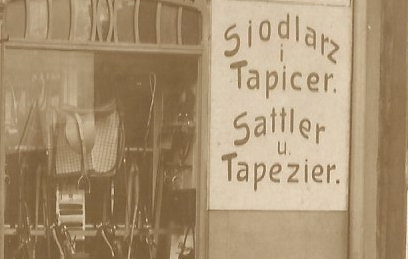 Siodlarz
i
Tapicer.
Sattler
u.
Tapezier.